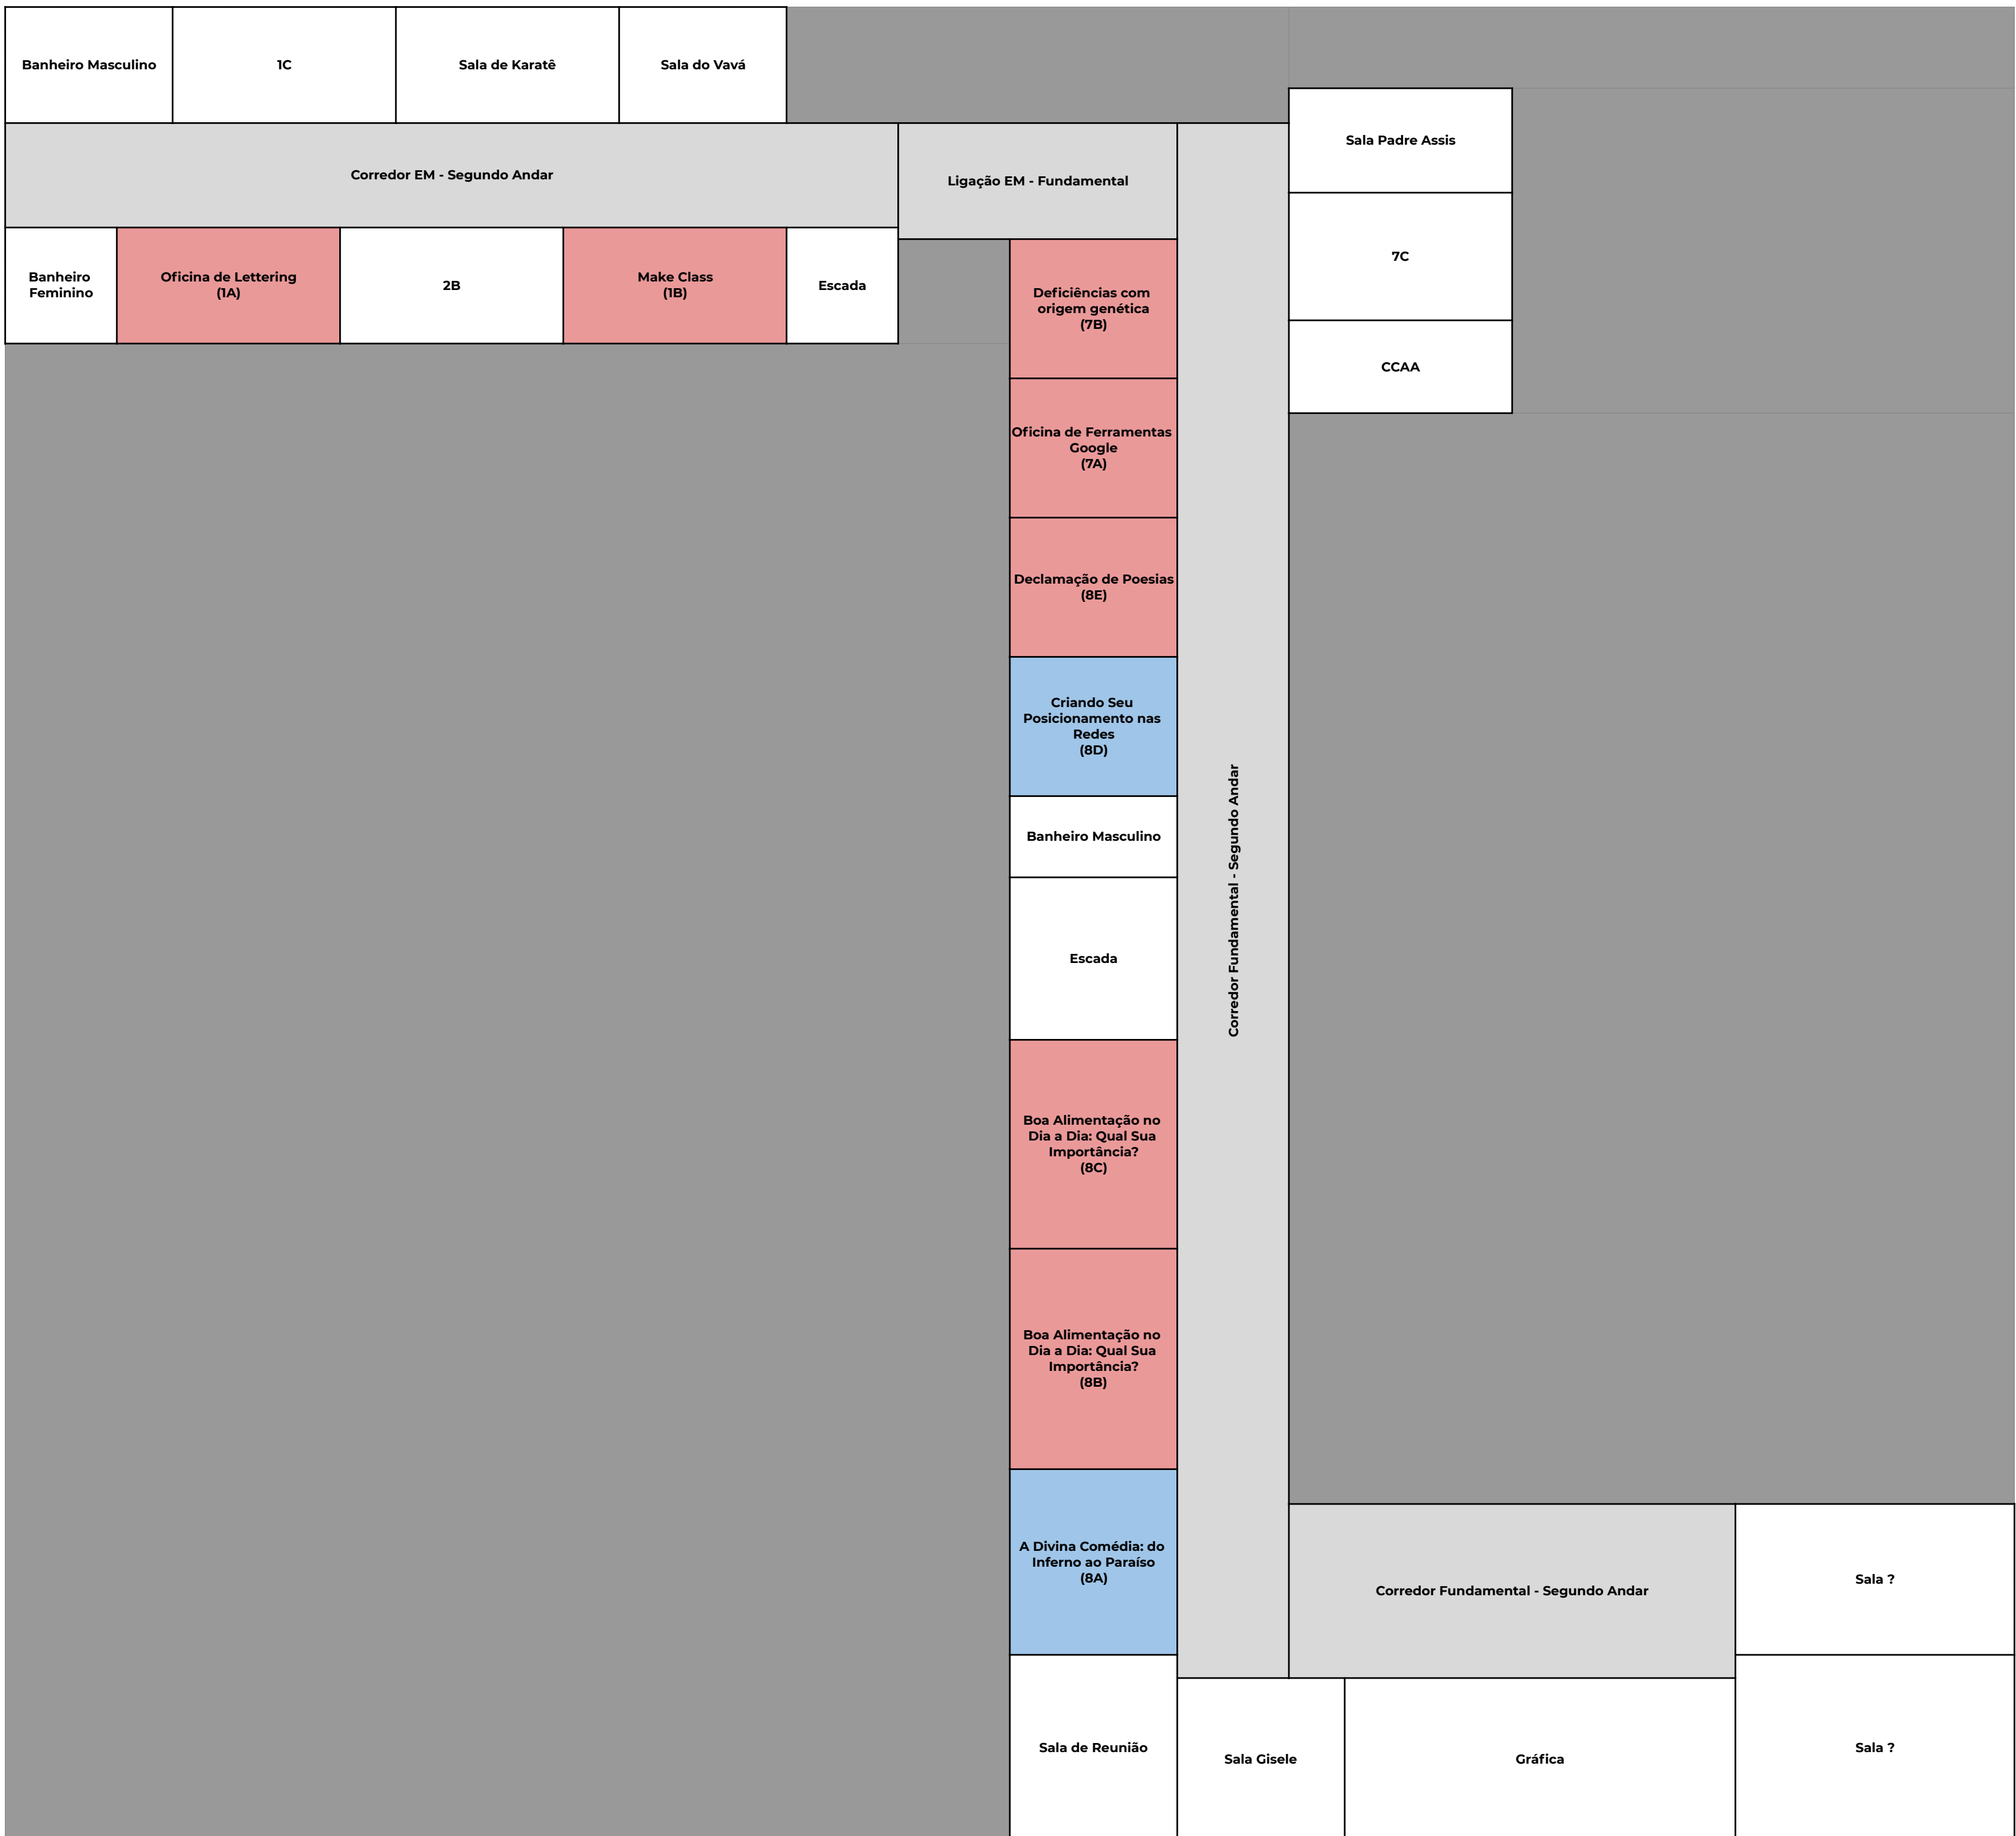 Banheiro Masculino
1C
Sala de Karatê
Sala do Vavá
Sala Padre Assis
Corredor EM - Segundo Andar
Ligação EM - Fundamental
7C
Banheiro
Feminino
Oficina de Lettering
(1A)
2B
Make Class
(1B)
Escada
Deficiências com
origem genética
(7B)
CCAA
Oficina de Ferramentas
Google
(7A)
Declamação de Poesias
(8E)
Criando Seu
Posicionamento nas
Redes
(8D)
Banheiro Masculino
Escada
Corredor Fundamental - Segundo Andar
Boa Alimentação no
Dia a Dia: Qual Sua
Importância?
(8C)
Boa Alimentação no
Dia a Dia: Qual Sua
Importância?
(8B)
A Divina Comédia: do
Inferno ao Paraíso
(8A)
Corredor Fundamental - Segundo Andar
Sala ?
Sala de Reunião
Sala Gisele
Gráfica
Sala ?